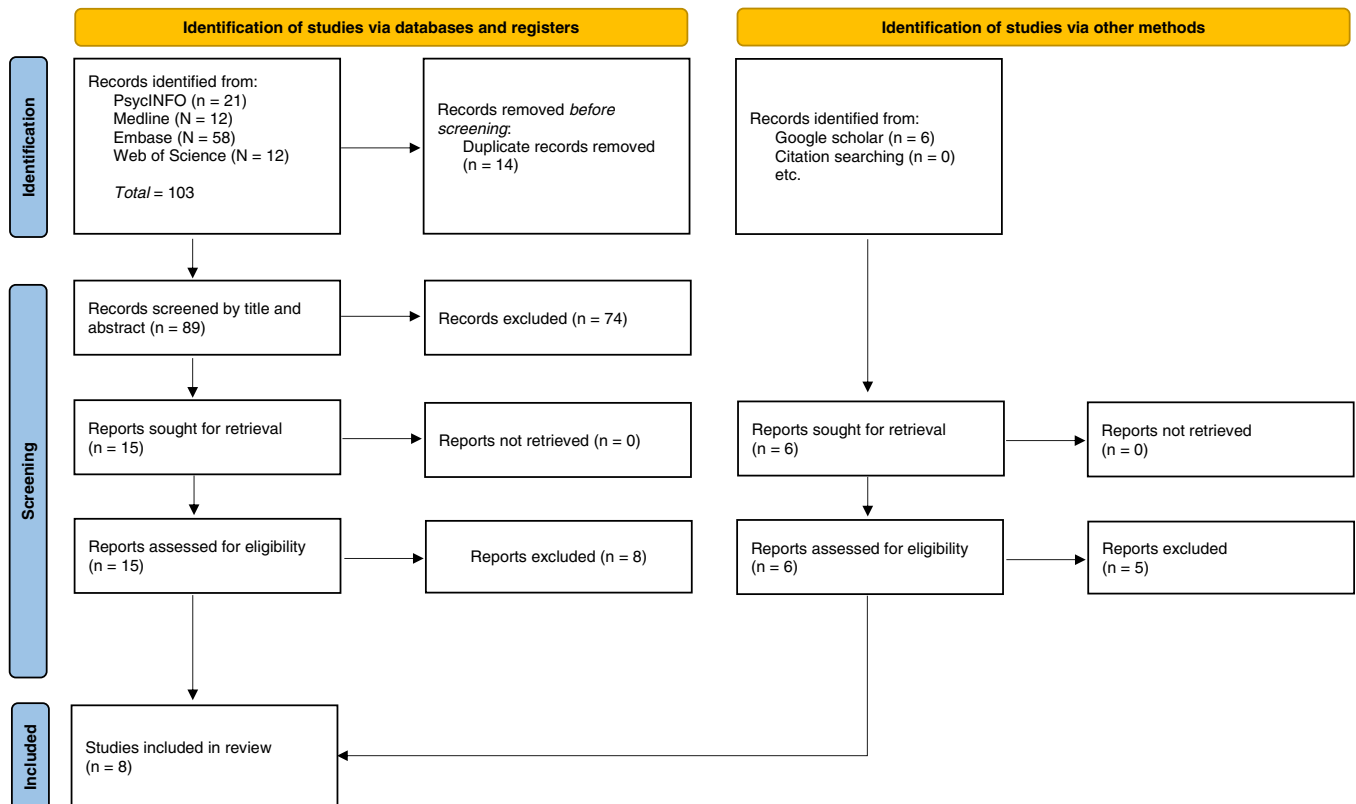 Identification of studies via databases and registers
Identification of studies via other methods
Identification
Records identified from:
PsycINFO (n = 21)
Medline (N = 12)
Embase (N = 58)
Web of Science (N = 12)
Total = 103
Records removed before
screening:
Duplicate records removed
(n = 14)
Records identified from:
Google scholar (n = 6)
Citation searching (n = 0)
etc.
Screening
Records screened by title and
abstract (n = 89)
Records excluded (n = 74)
Reports sought for retrieval
(n = 15)
Reports not retrieved (n = 0)
Reports sought for retrieval
(n = 6)
Reports not retrieved
(n = 0)
Reports assessed for eligibility
(n = 15)
Reports excluded (n = 8)
Reports assessed for eligibility
(n = 6)
Reports excluded
(n = 5)
Included
Studies included in review
(n = 8)